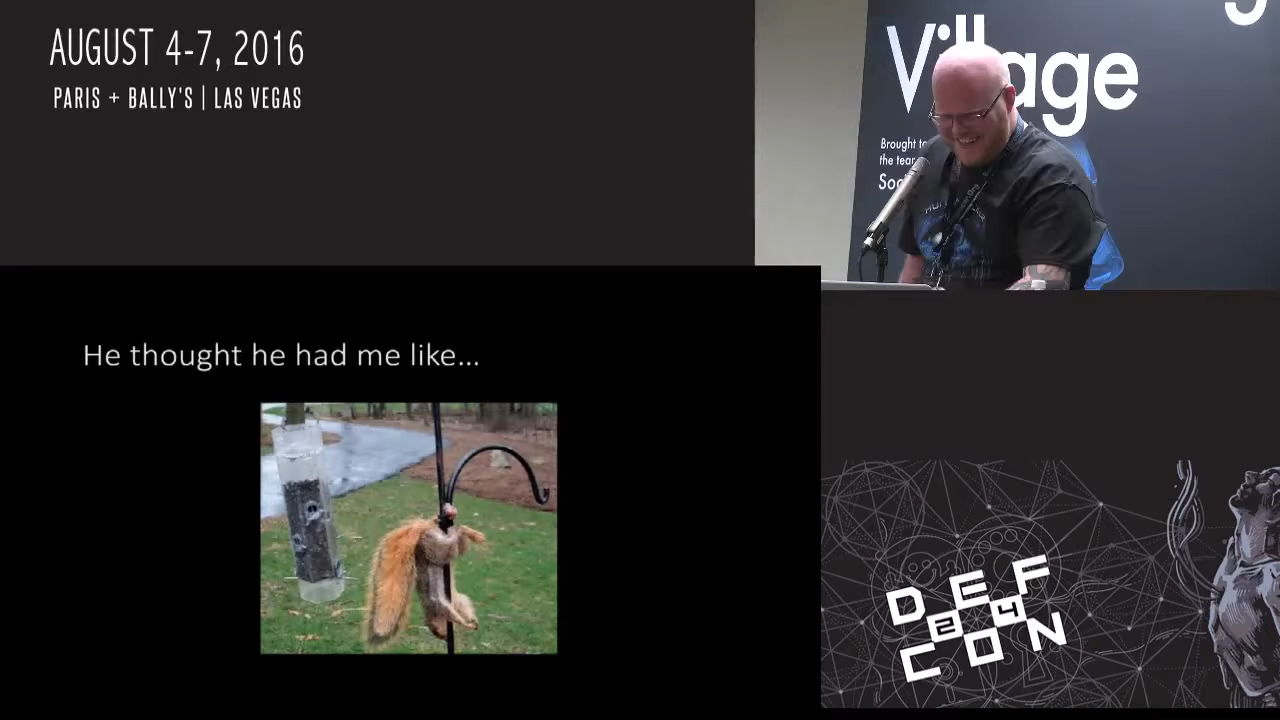 AUGUST 4-7, 2016
PARIS + BALLY'S | LAS VEGAS
Village
Brought to
the team
He thought he had me like...
DEF
24
CON